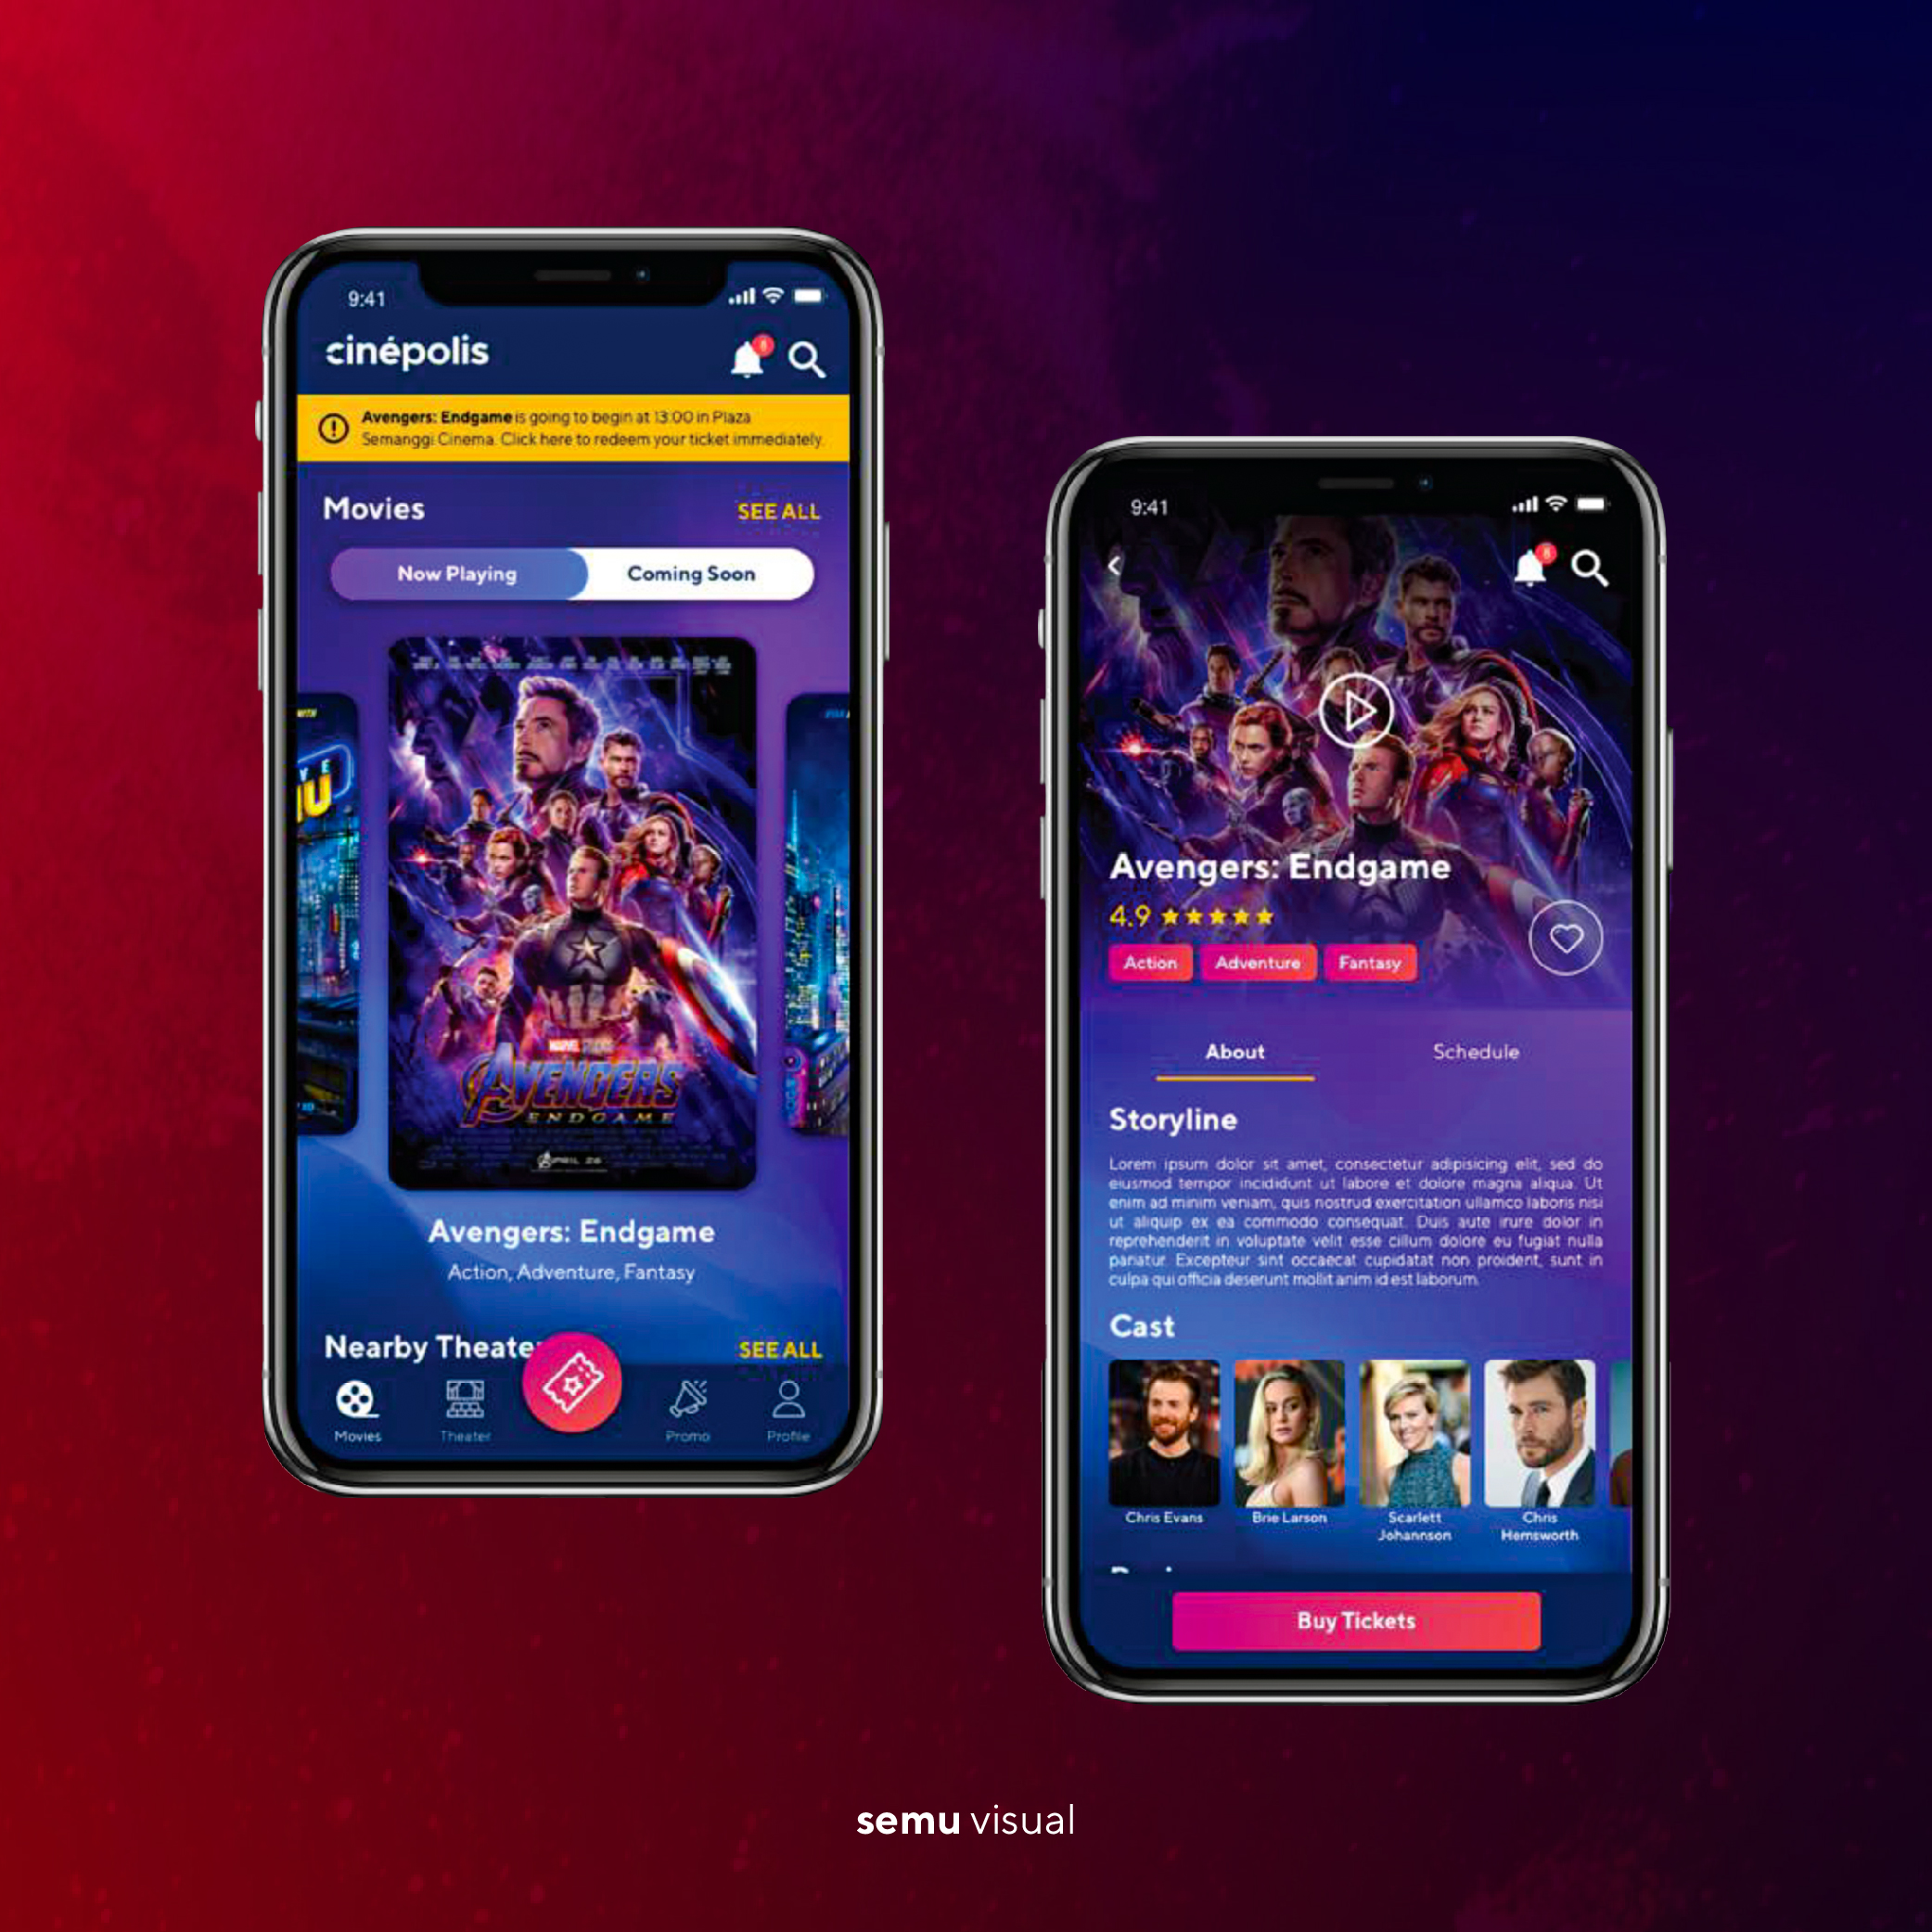 9:41
cinépolis
Avengers: Endgame is going to begin at 13:00 in Plaza
Semanggi Cinema. Click here to redeem your ticket immediately.
Movies
SEE ALL
Now Playing
Coming Soon
MARVEL STUDIOS
AVENGERS
ENDGAME
APRIL 26
Avengers: Endgame
Action, Adventure, Fantasy
Nearby Theater
SEE ALL
Movies
Theater
Promo
Profile
9:41
Avengers: Endgame
4.9
Action
Adventure
Fantasy
About
Schedule
Storyline
Lorem ipsum dolor sit amet, consectetur adipisicing elit, sed do
eiusmod tempor incididunt ut labore et dolore magna aliqua. Ut
enim ad minim veniam, quis nostrud exercitation ullamco laboris nisi
ut aliquip ex ea commodo consequat. Duis aute irure dolor in
reprehenderit in voluptate velit esse cillum dolore eu fugiat nulla
pariatur. Excepteur sint occaecat cupidatat non proident, sunt in
culpa qui officia deserunt mollit anim id est laborum.
Cast
Chris Evans
Brie Larson
Scarlett
Johannson
Chris
Hemsworth
Buy Tickets
semu visual